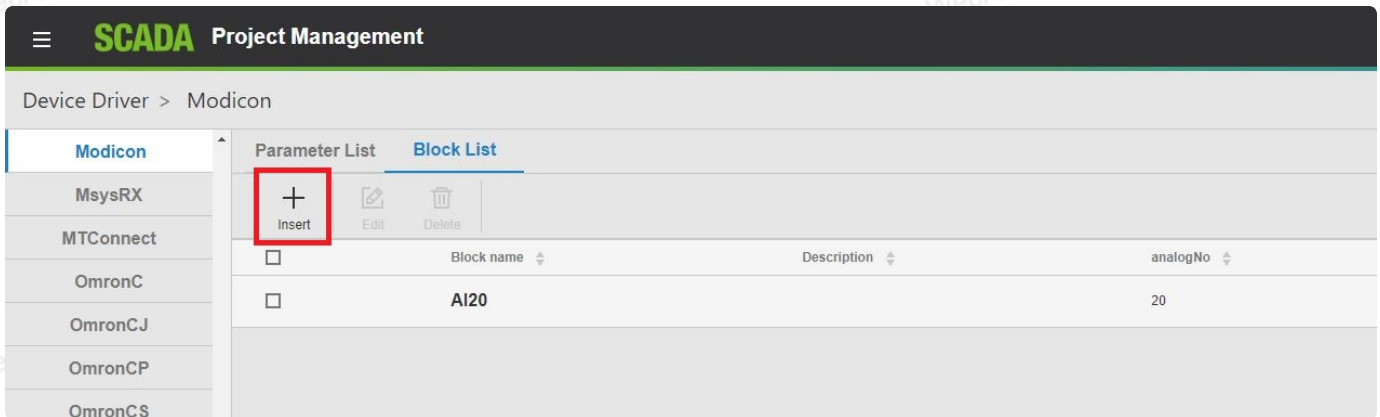 SCADA Project Management
Device Driver > Modicon
Modicon
MsysRX
MTConnect
OmronC
OmronCJ
OmronCP
OmronCS
Parameter List Block List
Insert Edit Delete
Block name Description analogNo
AI20 20